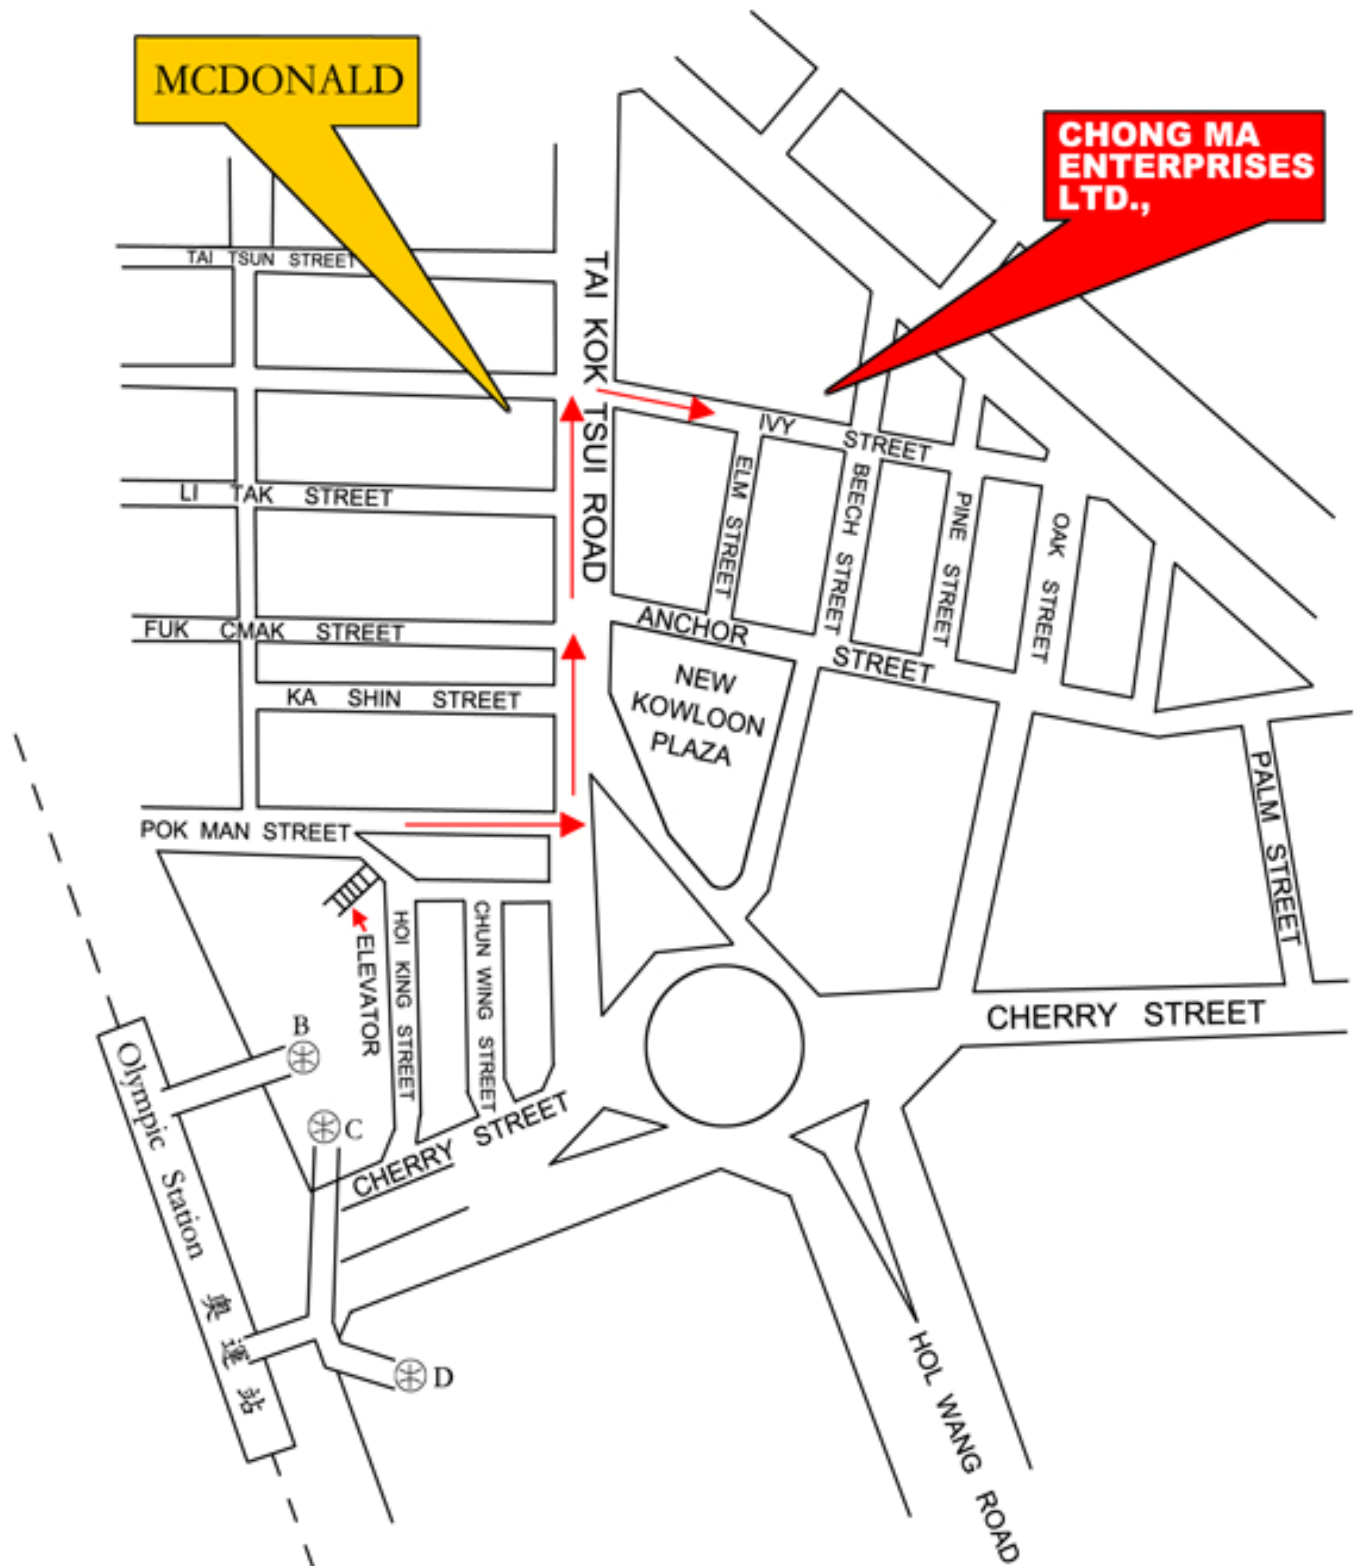 MCDONALD
CHONG MA
ENTERPRISES
LTD.,
TAI TSUN STREET
TAI KOK TSUI ROAD
IVY STREET
LI TAK STREET
ELM STREET
BEECH STREET
PINE STREET
OAK STREET
FUK CMAK STREET
ANCHOR STREET
KA SHIN STREET
NEW
KOWLOON
PLAZA
PALM STREET
POK MAN STREET
ELEVATOR
HOI KING STREET
CHUN WING STREET
CHERRY STREET
B
C
CHERRY STREET
Olympic Station 奥運站
D
HOL WANG ROAD